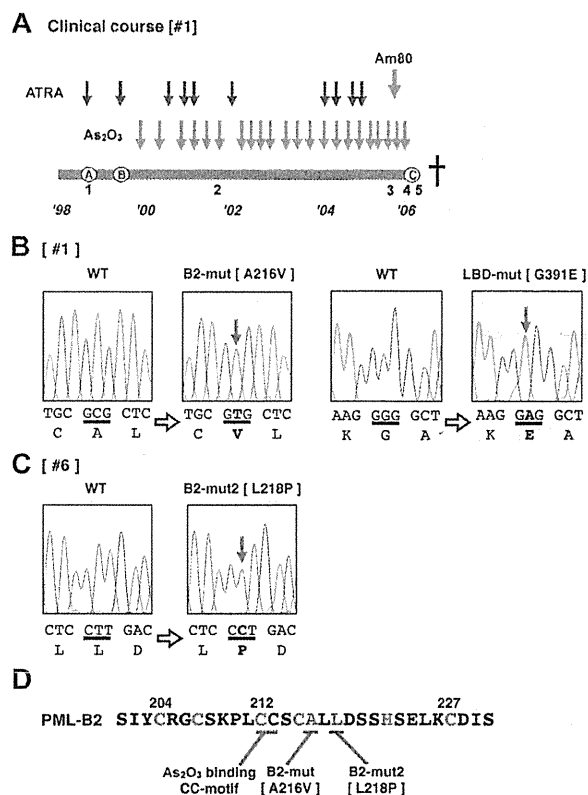 A Clinical course [#1]
Am80
ATRA
As₂O₃
A B C
1 2 3 4 5
'98 '00 '02 '04 '06
B [ #1 ]
WT B2-mut [ A216V ] WT LBD-mut [ G391E ]
TGC GCG CTC TGC GTG CTC AAG GGG GCT AAG GAG GCT
C A L C V L K G A K E A
C [ #6 ]
WT B2-mut2 [ L218P ]
CTC CTT GAC CTC CCT GAC
L L D L P D
D
204 212 227
PML-B2 SIYCRGCSKPLCCSCALLDSSHSELKCDIS
As₂O₃ binding B2-mut B2-mut2
CC-motif [ A216V ] [ L218P ]